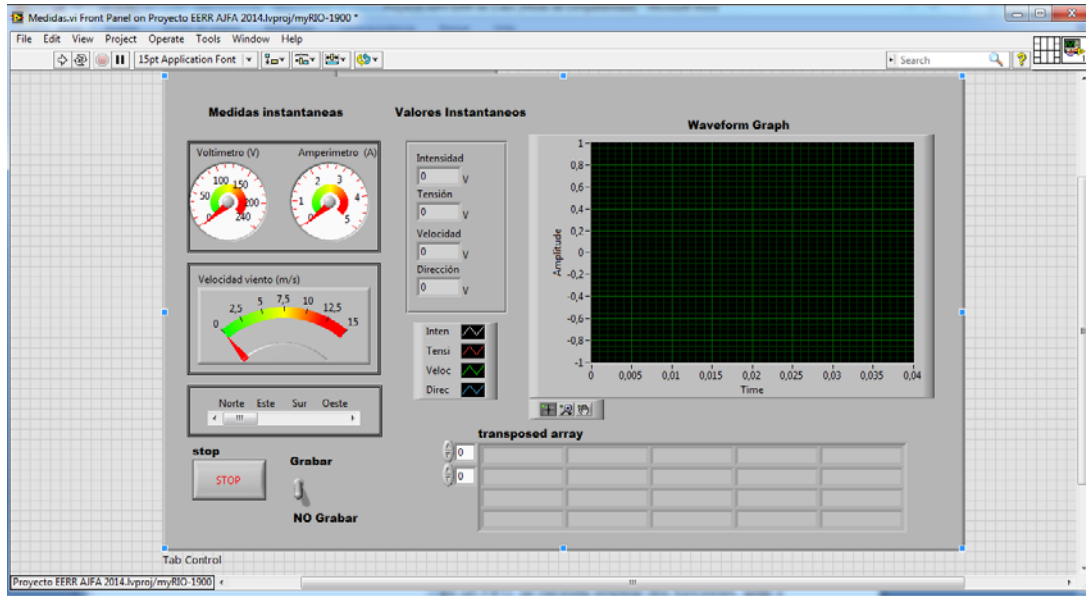 Medidas.vi Front Panel on Proyecto EERR AJFA 2014.lvproj/myRIO-1900 *
File Edit View Project Operate Tools Window Help
15pt Application Font
Search
Medidas instantaneas
Voltimetro (V)
0 50 100 150 200 240
Amperimetro (A)
0 1 2 3 4 5
Velocidad viento (m/s)
0 2,5 5 7,5 10 12,5 15
Norte Este Sur Oeste
stop
STOP
Grabar
NO Grabar
Valores Instantaneos
Intensidad
0 V
Tensión
0 V
Velocidad
0 V
Dirección
0 V
Inten
Tensi
Veloc
Direc
Waveform Graph
Amplitude
1
0,8
0,6
0,4
0,2
0
-0,2
-0,4
-0,6
-0,8
-1
0 0,005 0,01 0,015 0,02 0,025 0,03 0,035 0,04
Time
transposed array
0
0
Tab Control
Proyecto EERR AJFA 2014.lvproj/myRIO-1900